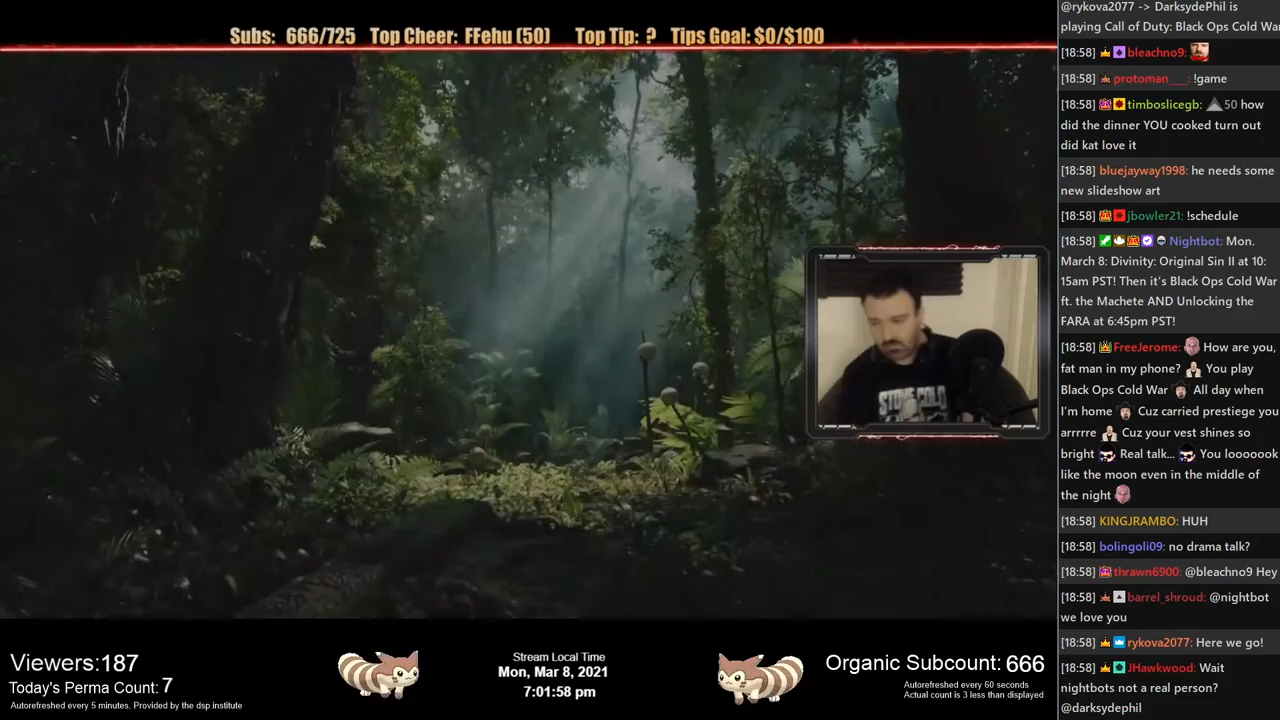 Subs: 666/725 Top Cheer: FFehu (50) Top Tip: ? Tips Goal: $0/$100
@rykova2077 -> DarksydePhil is
playing Call of Duty: Black Ops Cold War
[18:58] bleachno9:
[18:58] protoman___: !game
[18:58] timboslicegb: 50 how
did the dinner YOU cooked turn out
did kat love it
[18:58] bluejayway1998: he needs some
new slideshow art
[18:58] jbowler21: !schedule
[18:58] Nightbot: Mon.
March 8: Divinity: Original Sin II at 10:
15am PST! Then it's Black Ops Cold War
ft. the Machete AND Unlocking the
FARA at 6:45pm PST!
[18:58] FreeJerome: How are you,
fat man in my phone? You play
Black Ops Cold War All day when
I'm home Cuz carried prestiege you
arrrrre Cuz your vest shines so
bright Real talk... You looooook
like the moon even in the middle of
the night
[18:58] KINGJRAMBO: HUH
[18:58] bolingoli09: no drama talk?
[18:58] thrawn6900: @bleachno9 Hey
[18:58] barrel_shroud: @nightbot
we love you
[18:58] rykova2077: Here we go!
[18:58] JHawkwood: Wait
nightbots not a real person?
@darksydephil
STONE COLD
Viewers:187
Today's Perma Count: 7
Autorefreshed every 5 minutes. Provided by the dsp institute
Stream Local Time
Mon, Mar 8, 2021
7:01:58 pm
Organic Subcount: 666
Autorefreshed every 60 seconds
Actual count is 3 less than displayed